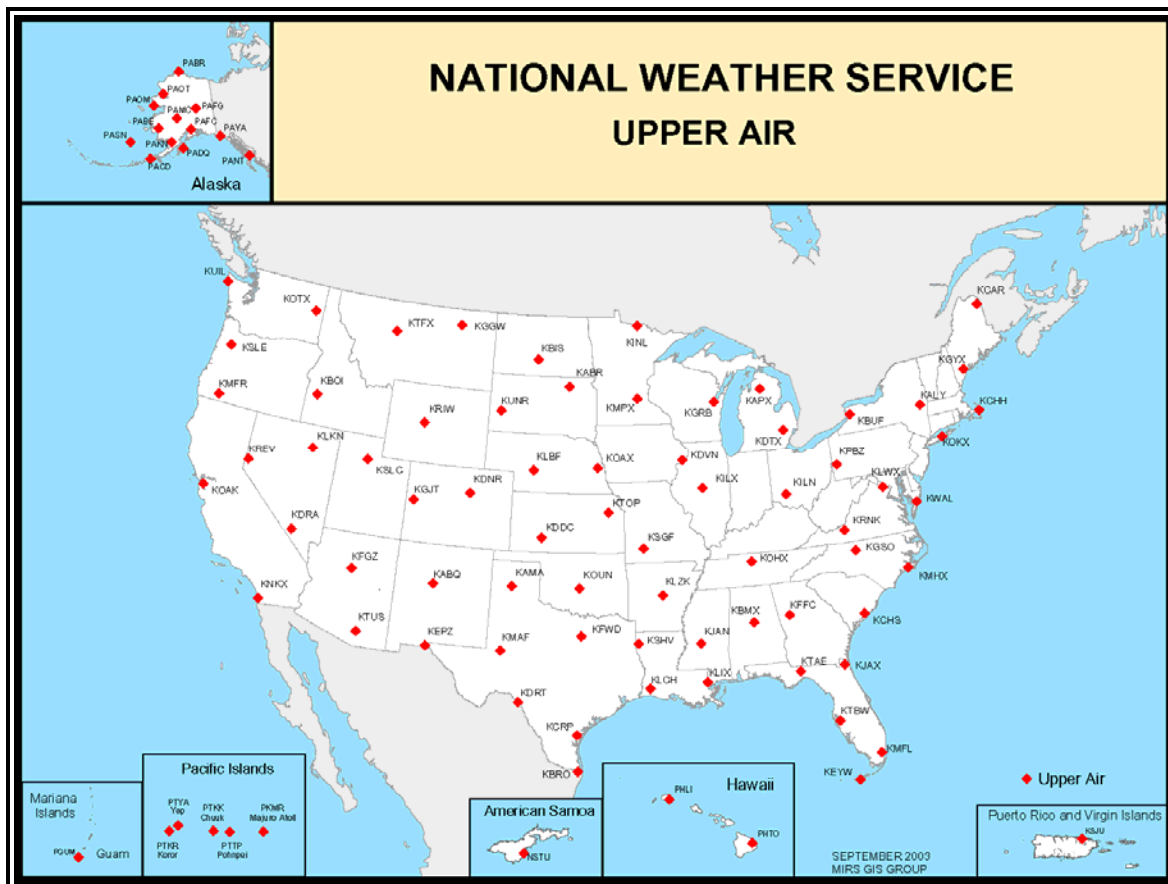 NATIONAL WEATHER SERVICE
UPPER AIR
PABR
PAOT
PAOM
PAMC
PAFG
PABE
PAFC
PASN
PAKN
PAYA
PACD
PADQ
PANT
Alaska
KUIL
KOTX
KTFX
KGGW
KBIS
KINL
KCAR
KSLE
KABR
KGYX
KMFR
KBOI
KRIW
KUNR
KMPX
KGRB
KAPX
KALY
KCHH
KBUF
KDTX
KOKX
KREV
KLKN
KSLC
KLBF
KOAX
KDVN
KPBZ
KLWX
KOAK
KGJT
KDNR
KILX
KILN
KTOP
KWAL
KDRA
KDDC
KSGF
KRNK
KGSO
KFGZ
KOHX
KMHX
KNKX
KABQ
KAMA
KOUN
KLZK
KTUS
KEPZ
KMAF
KFWD
KSHV
KJAN
KBMX
KFFC
KCHS
KTAE
KJAX
KLCH
KLIX
KDRT
KCRP
KTBW
KMFL
KBRO
KEYW
Upper Air
Mariana
Islands
PGUM
Guam
Pacific Islands
PTYA
Yap
PTKK
Chuuk
PKMR
Majuro Atoll
PTKR
Koror
PTTP
Pohnpei
American Samoa
NSTU
Hawaii
PHLI
PHTO
SEPTEMBER 2003
MIRS GIS GROUP
Puerto Rico and Virgin Islands